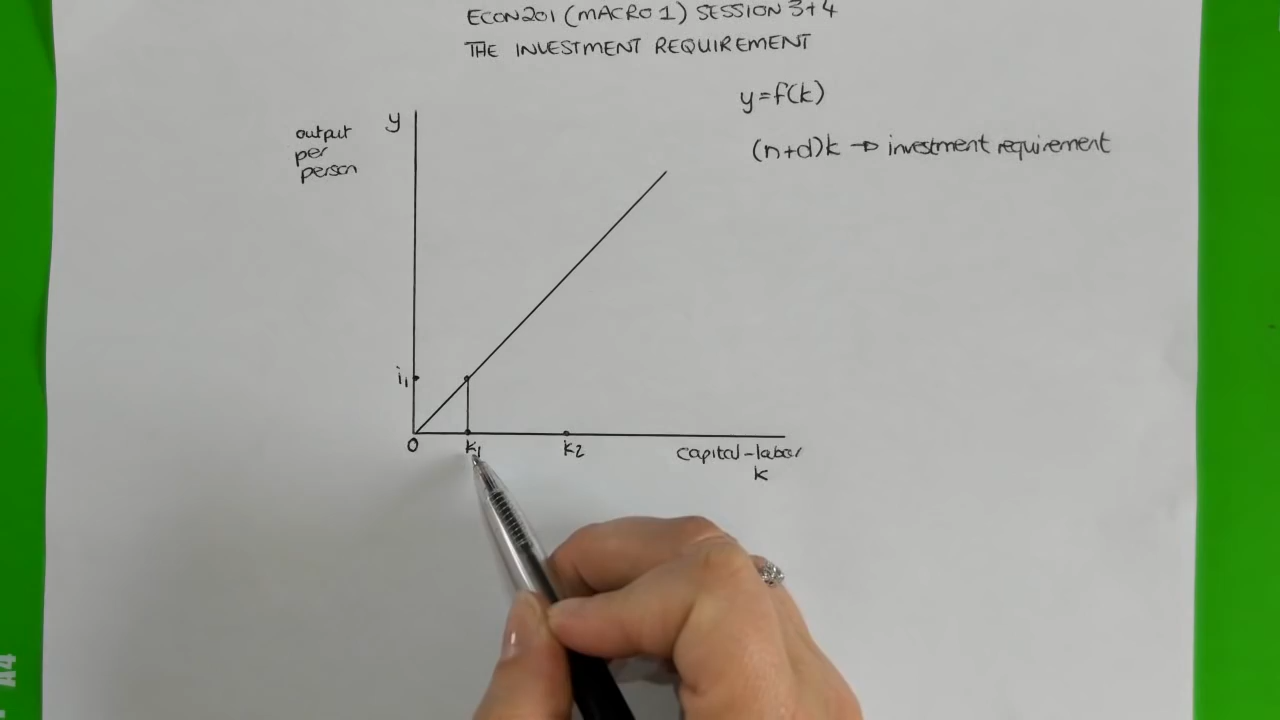 ECON201 (MACRO 1) SESSION 3+4
THE INVESTMENT REQUIREMENT
y=f(k)
(n+d)k → investment requirement
y
output
per
person
i₁
0
k₁
k₂
capital-labor
k
A4